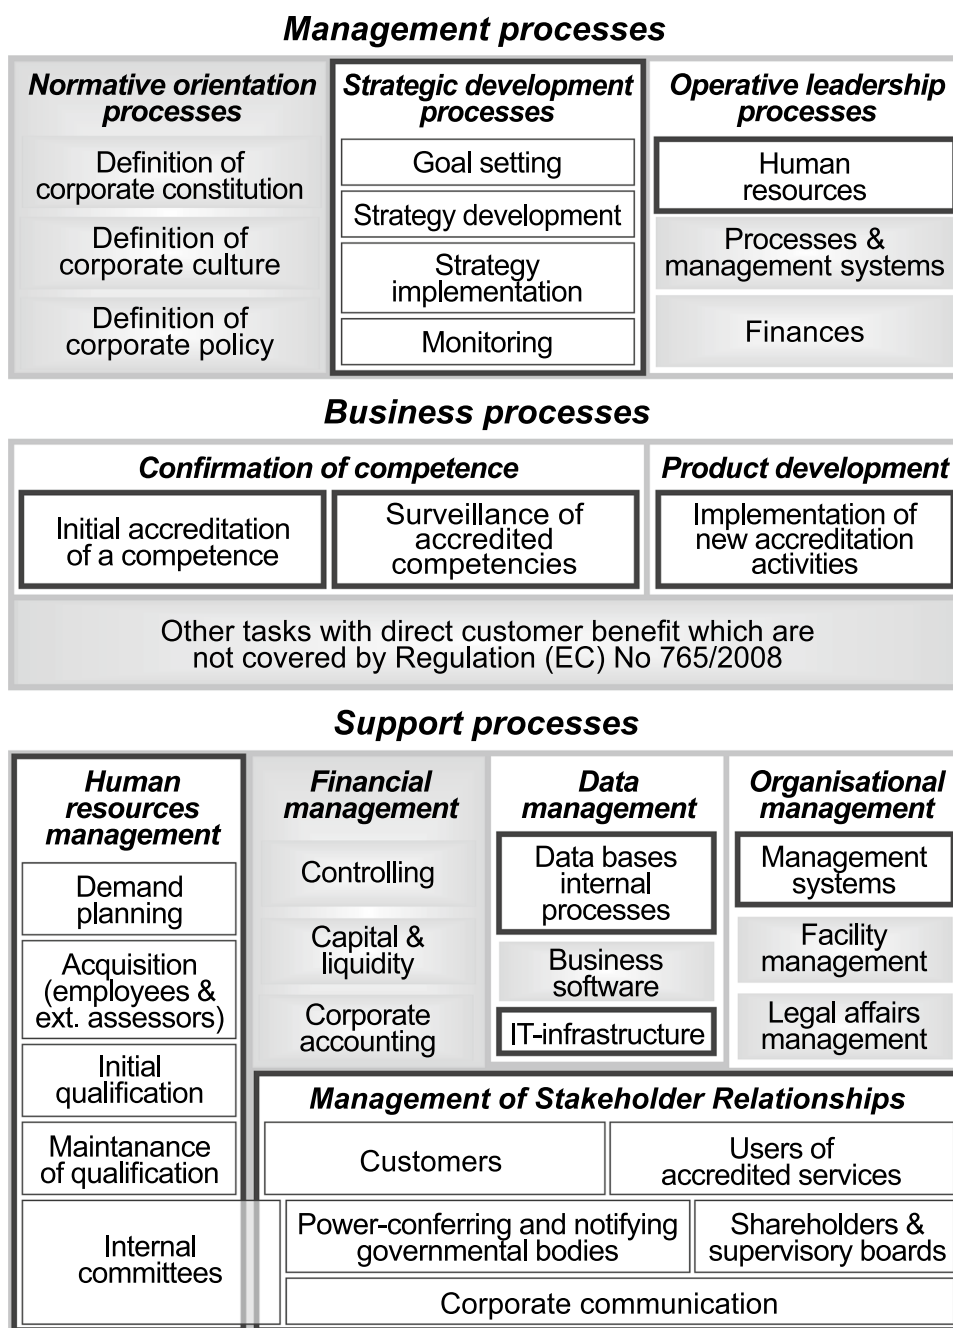 Management processes
Normative orientation
processes
Definition of
corporate constitution
Definition of
corporate culture
Definition of
corporate policy
Strategic development
processes
Goal setting
Strategy development
Strategy
implementation
Monitoring
Operative leadership
processes
Human
resources
Processes &
management systems
Finances
Business processes
Confirmation of competence
Initial accreditation
of a competence
Surveillance of
accredited
competencies
Product development
Implementation of
new accreditation
activities
Other tasks with direct customer benefit which are
not covered by Regulation (EC) No 765/2008
Support processes
Human
resources
management
Demand
planning
Acquisition
(employees &
ext. assessors)
Initial
qualification
Maintanance
of qualification
Internal
committees
Financial
management
Controlling
Capital &
liquidity
Corporate
accounting
Data
management
Data bases
internal
processes
Business
software
IT-infrastructure
Organisational
management
Management
systems
Facility
management
Legal affairs
management
Management of Stakeholder Relationships
Customers
Users of
accredited services
Power-conferring and notifying
governmental bodies
Shareholders &
supervisory boards
Corporate communication